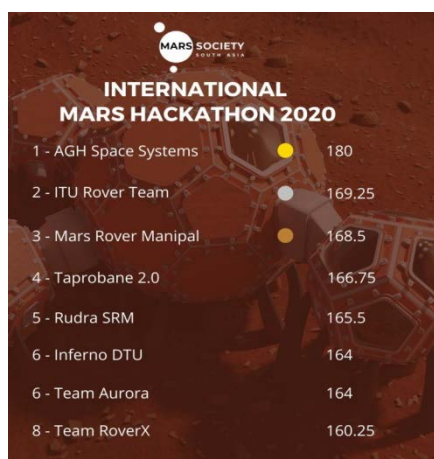 MARS SOCIETY
SOUTH ASIA
INTERNATIONAL
MARS HACKATHON 2020
1 - AGH Space Systems 180
2 - ITU Rover Team 169.25
3 - Mars Rover Manipal 168.5
4 - Taprobane 2.0 166.75
5 - Rudra SRM 165.5
6 - Inferno DTU 164
6 - Team Aurora 164
8 - Team RoverX 160.25